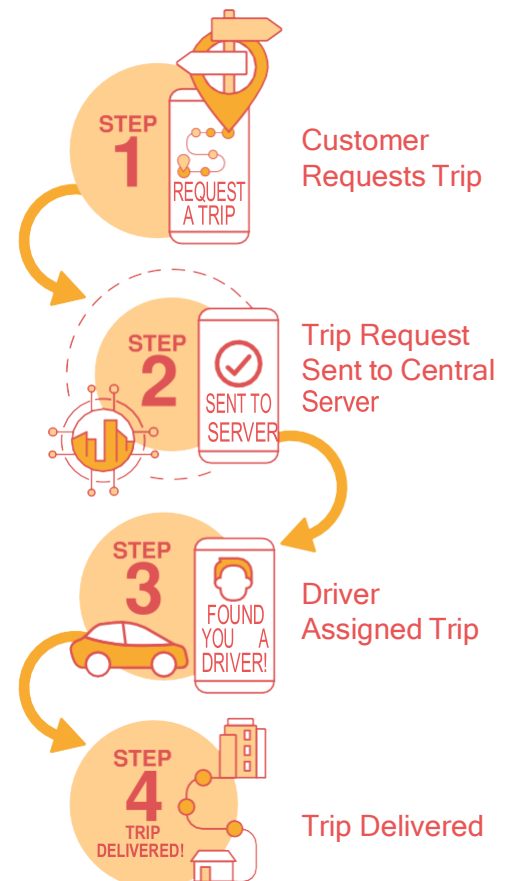 STEP
1
REQUEST
A TRIP
Customer
Requests Trip
STEP
2
SENT TO
SERVER
Trip Request
Sent to Central
Server
STEP
3
FOUND
YOU A
DRIVER!
Driver
Assigned Trip
STEP
4
TRIP
DELIVERED!
Trip Delivered